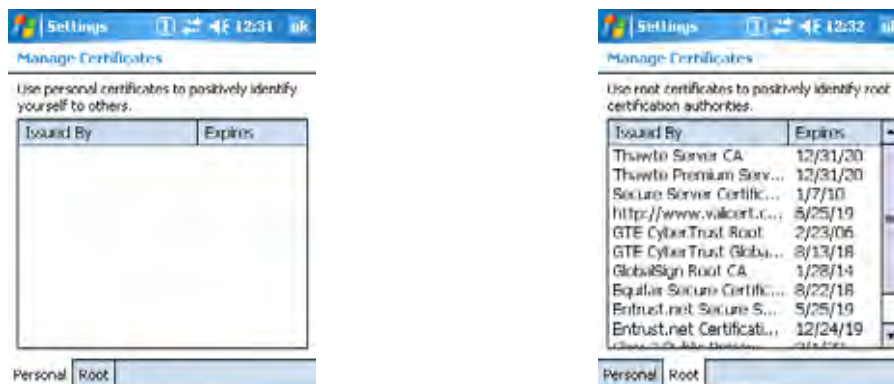 Settings 12:31 ok
Manage Certificates
Use personal certificates to positively identify
yourself to others.
Issued By Expires
Personal Root
Settings 12:32
Manage Certificates
Use root certificates to positively identify root
certification authorities.
Issued By Expires
Thawte Server CA 12/31/20
Thawte Premium Serv... 12/31/20
Secure Server Certific... 1/7/10
http://www.valicert.c... 6/25/19
GTE CyberTrust Root 2/23/06
GTE CyberTrust Globa... 8/13/18
GlobalSign Root CA 1/28/14
Equifax Secure Certific... 8/22/18
Entrust.net Secure S... 5/25/19
Entrust.net Certificati... 12/24/19
Personal Root